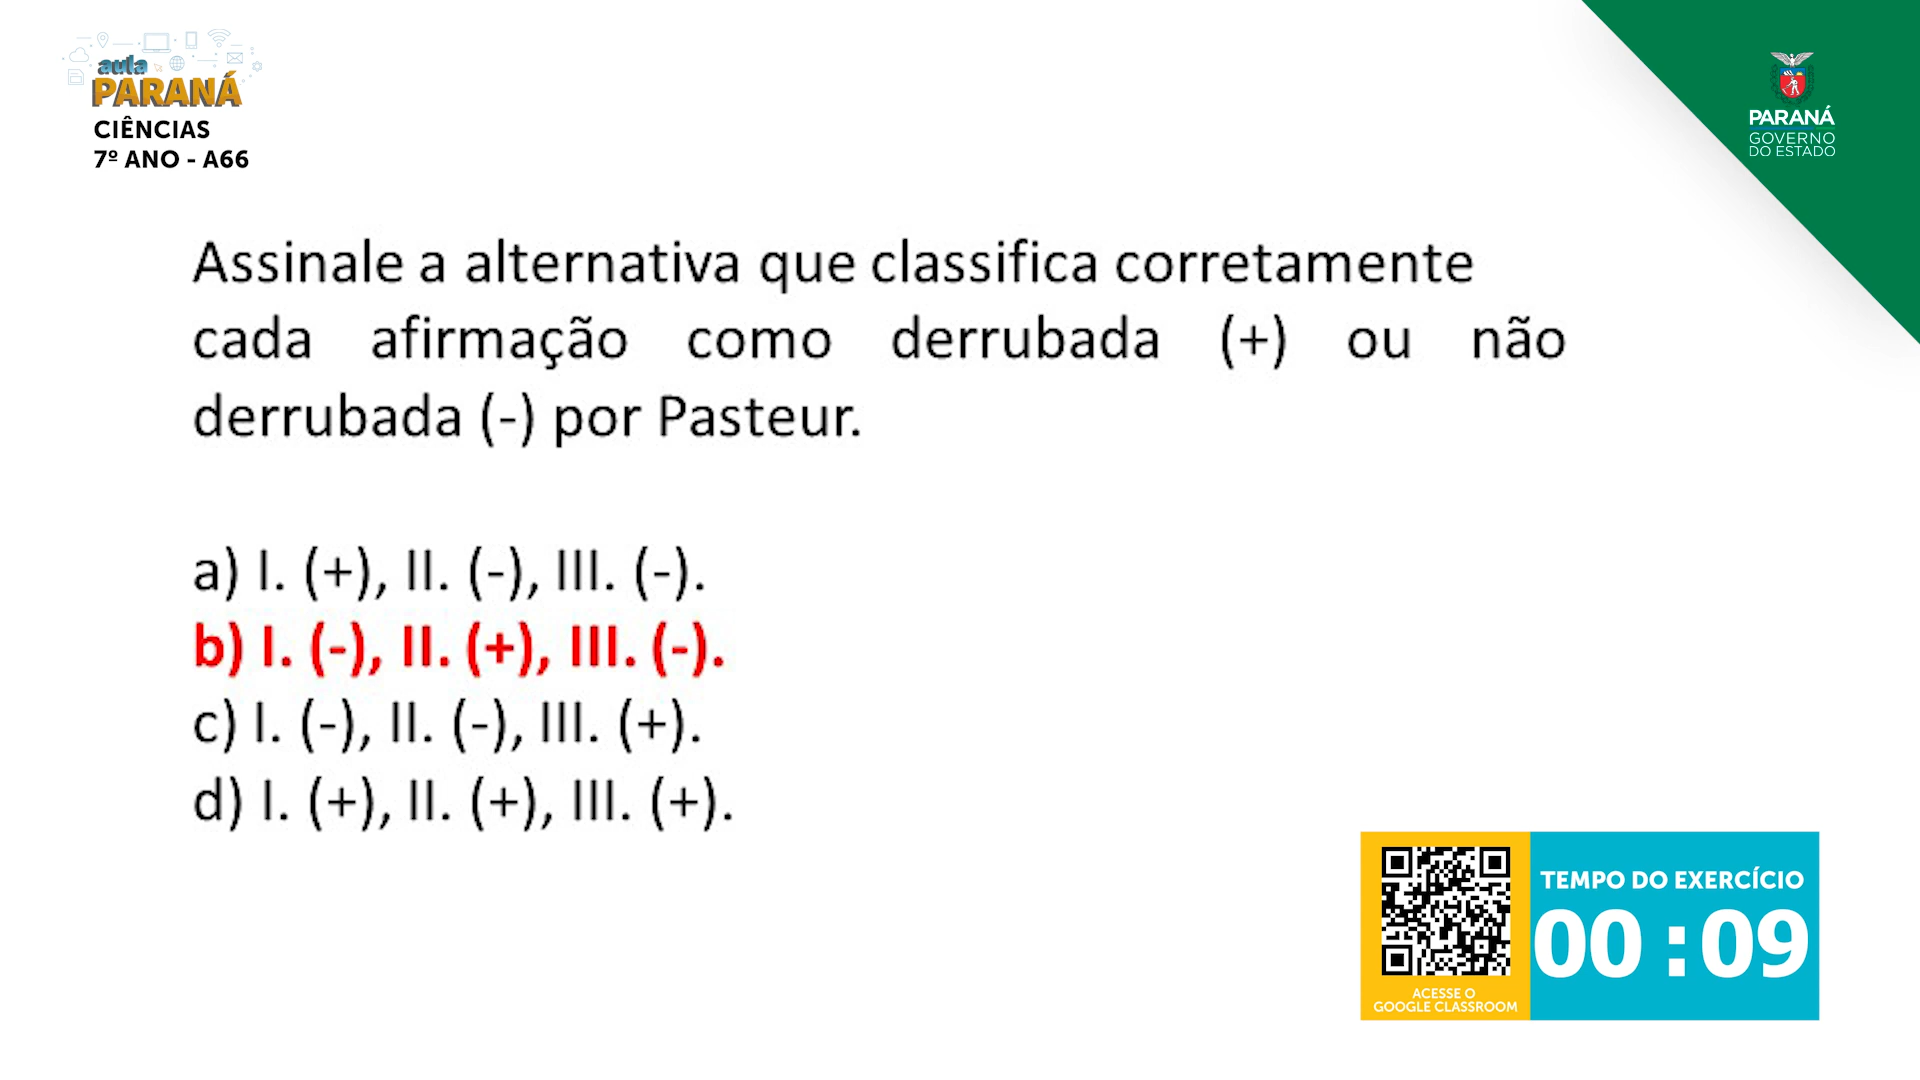 aula
PARANÁ
CIÊNCIAS
7º ANO - A66
PARANÁ
GOVERNO
DO ESTADO
Assinale a alternativa que classifica corretamente
cada afirmação como derrubada (+) ou não
derrubada (-) por Pasteur.
a) I. (+), II. (-), III. (-).
b) I. (-), II. (+), III. (-).
c) I. (-), II. (-), III. (+).
d) I. (+), II. (+), III. (+).
TEMPO DO EXERCÍCIO
00:09
ACESSE O
GOOGLE CLASSROOM